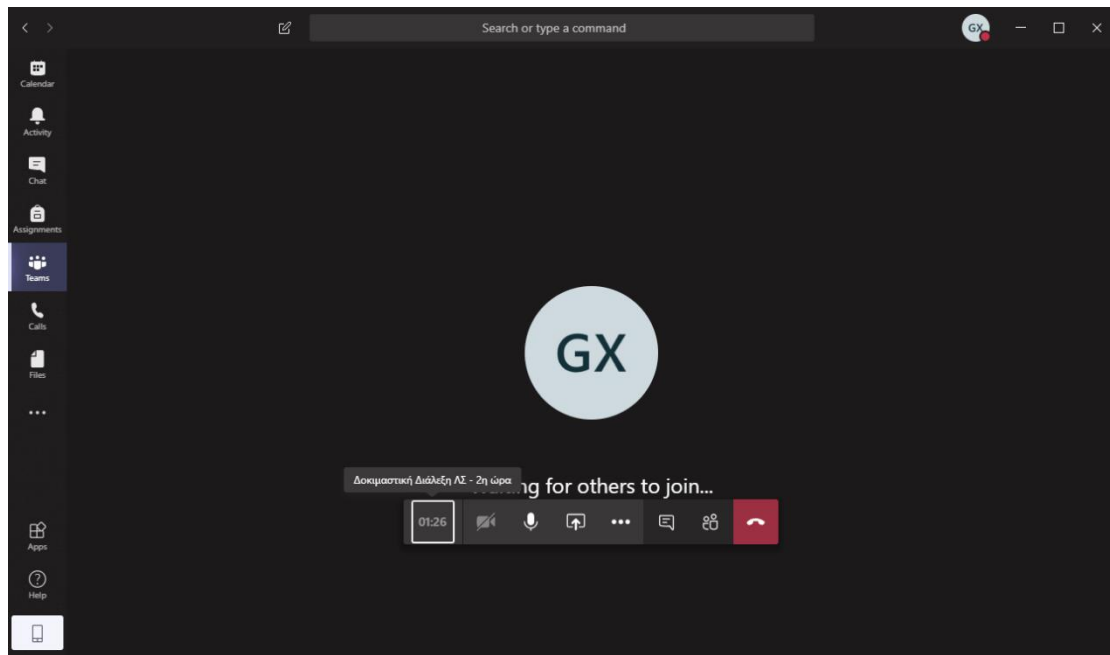 Search or type a command
GX
Calendar
Activity
Chat
Assignments
Teams
Calls
Files
GX
Δοκιμαστική Διάλεξη ΛΣ - 2η ώρα
for others to join...
01:26
Apps
Help